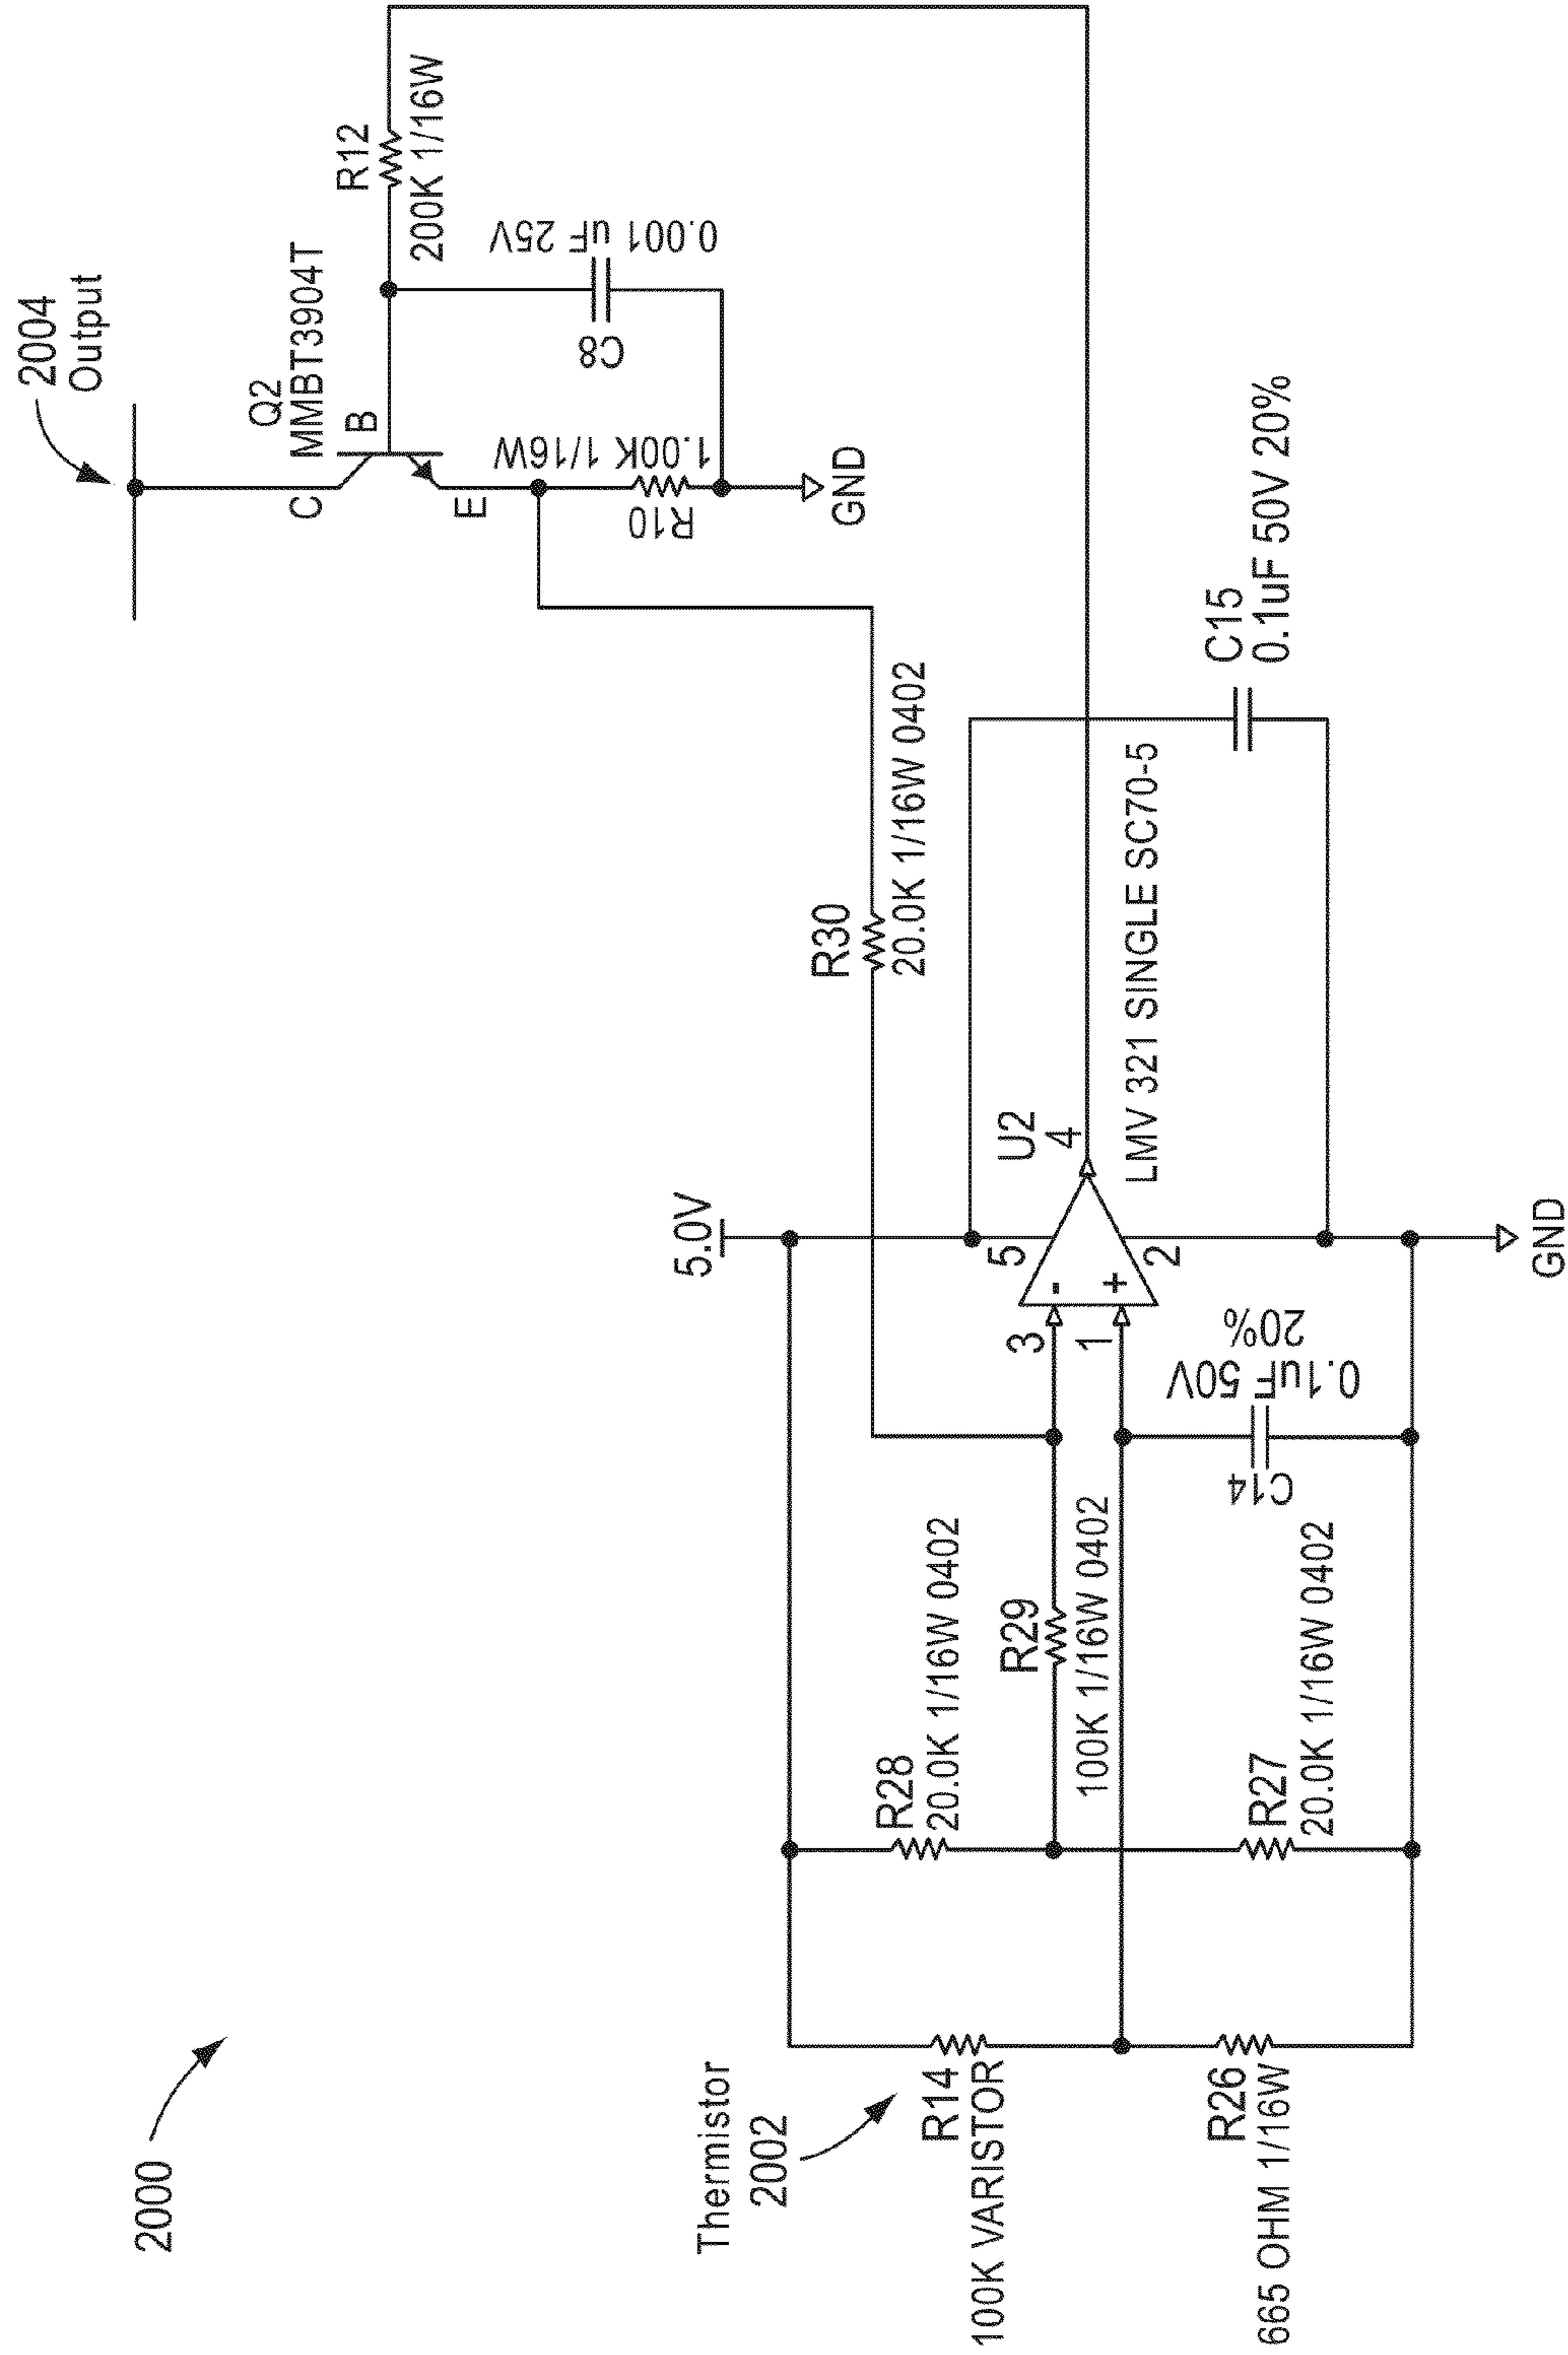 2000
2004
Output
Q2
MMBT3904T
C
B
E
R12
200K 1/16W
0.001 uF 25V
C8
1.00K 1/16W
R10
GND
R30
20.0K 1/16W 0402
C15
0.1uF 50V 20%
5.0V
U2
4
LMV 321 SINGLE SC70-5
5
2
-
+
3
1
GND
0.1uF 50V
20%
C14
R28
20.0K 1/16W 0402
R29
100K 1/16W 0402
R27
20.0K 1/16W 0402
Thermistor
2002
R14
100K VARISTOR
R26
665 OHM 1/16W